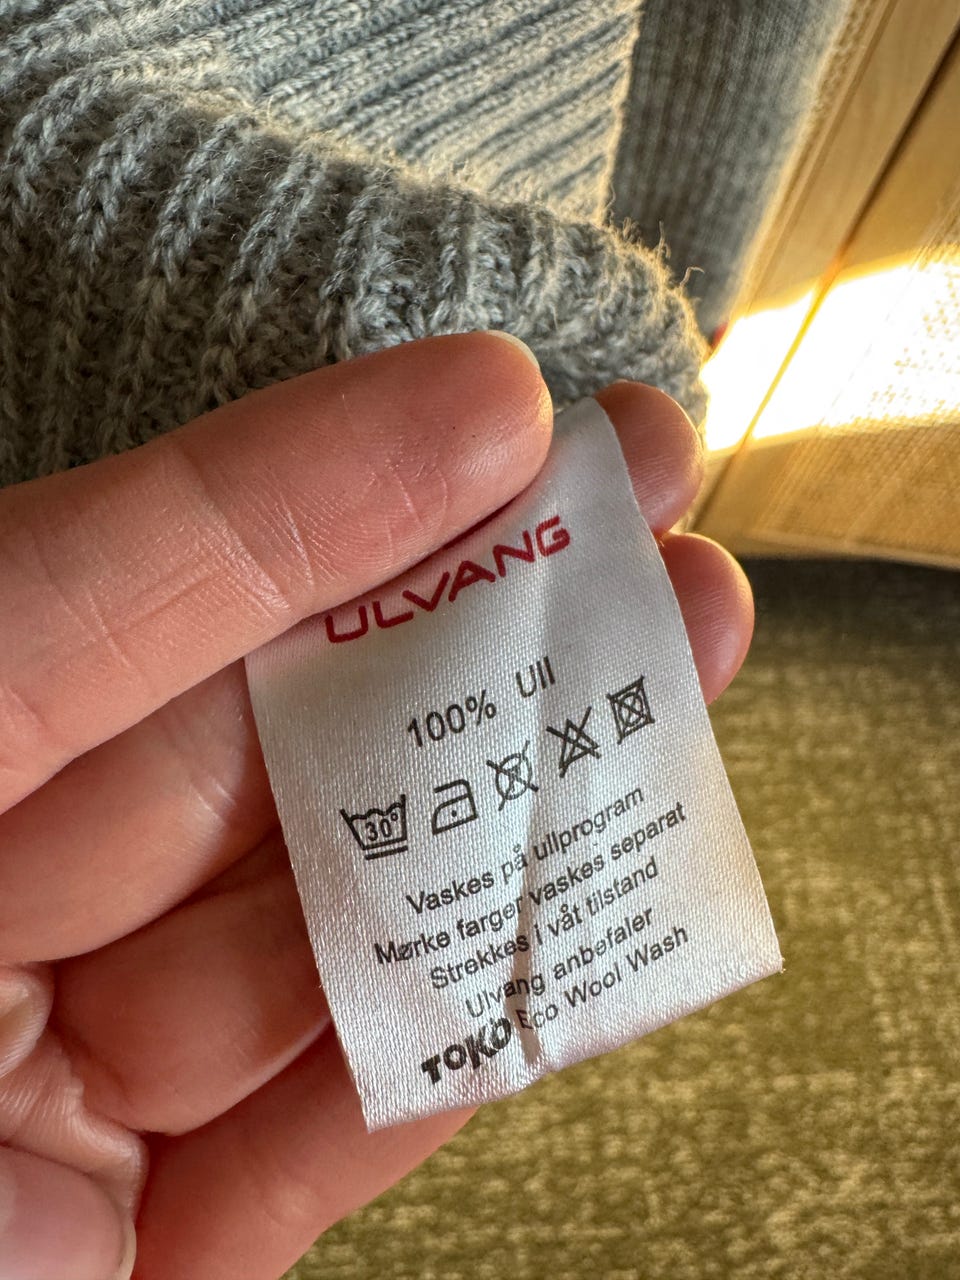 ULVANG
100% Ull
30°
Vaskes på ullprogram
Mørke farger vaskes separat
Strekkes i våt tilstand
Ulvang anbefaler
TOKO Eco Wool Wash